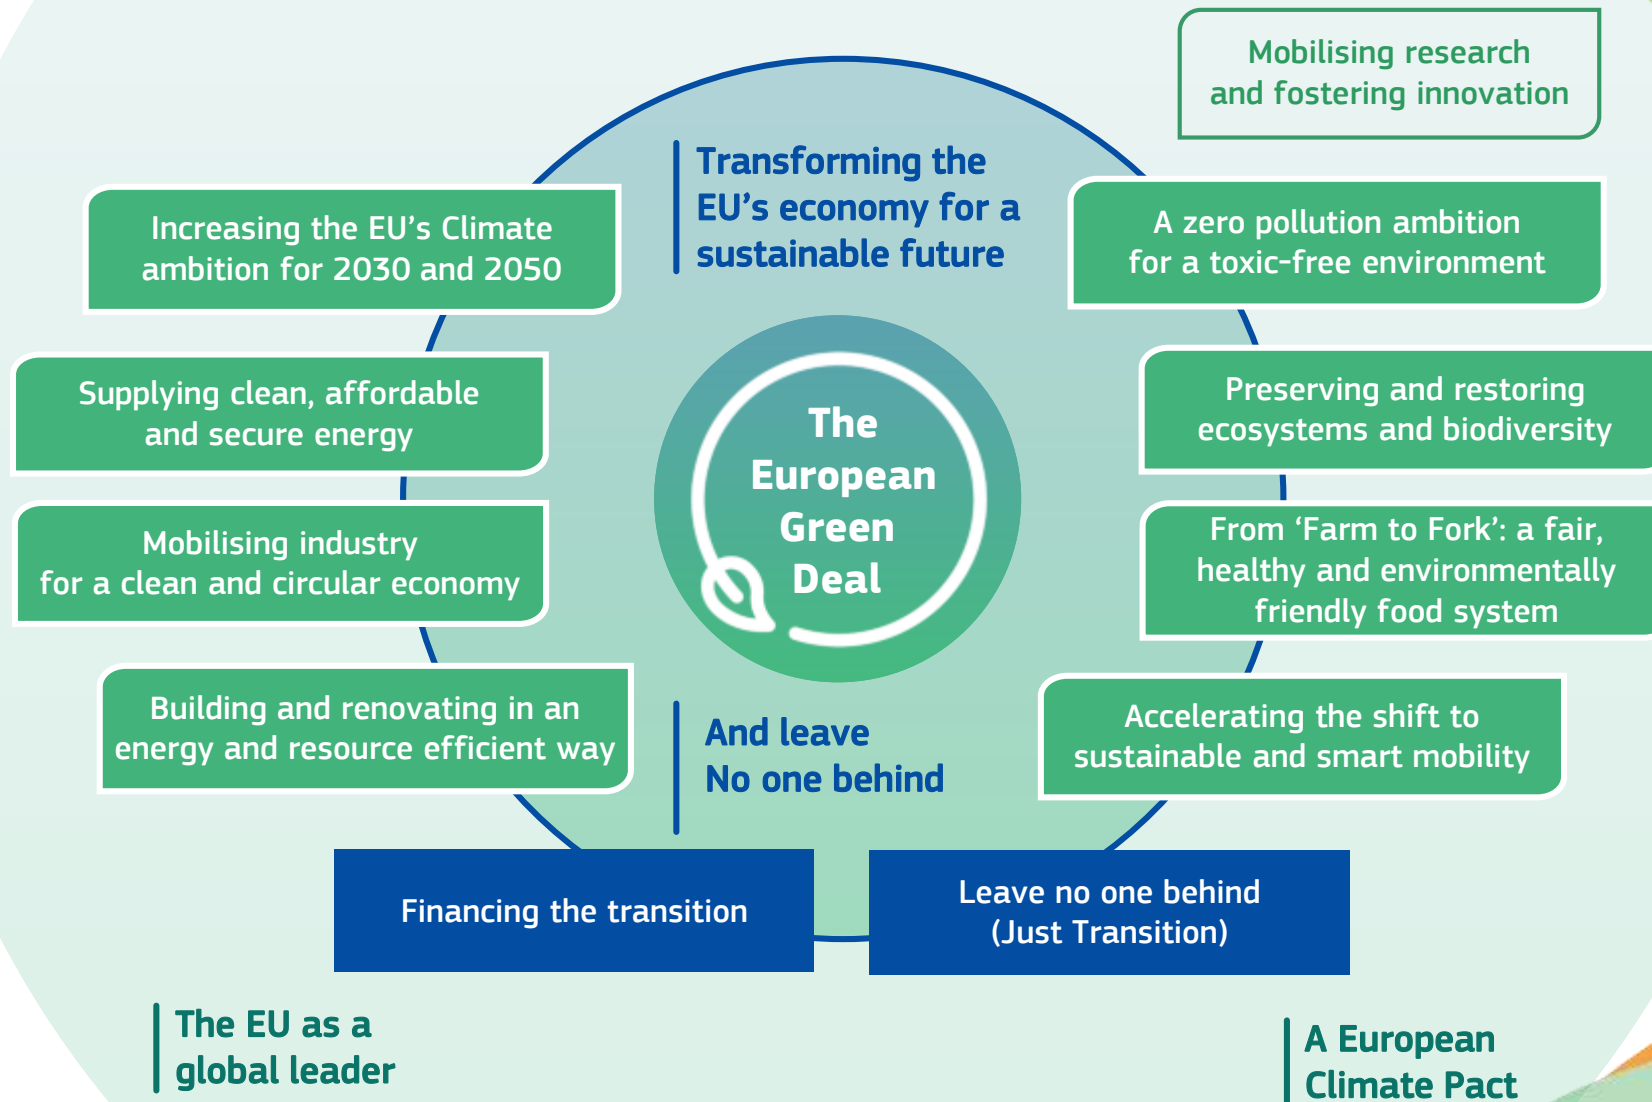 Mobilising research
and fostering innovation
Transforming the
EU’s economy for a
sustainable future
Increasing the EU’s Climate
ambition for 2030 and 2050
Supplying clean, affordable
and secure energy
Mobilising industry
for a clean and circular economy
Building and renovating in an
energy and resource efficient way
The
European
Green
Deal
A zero pollution ambition
for a toxic-free environment
Preserving and restoring
ecosystems and biodiversity
From ‘Farm to Fork’: a fair,
healthy and environmentally
friendly food system
Accelerating the shift to
sustainable and smart mobility
And leave
No one behind
Financing the transition
Leave no one behind
(Just Transition)
The EU as a
global leader
A European
Climate Pact